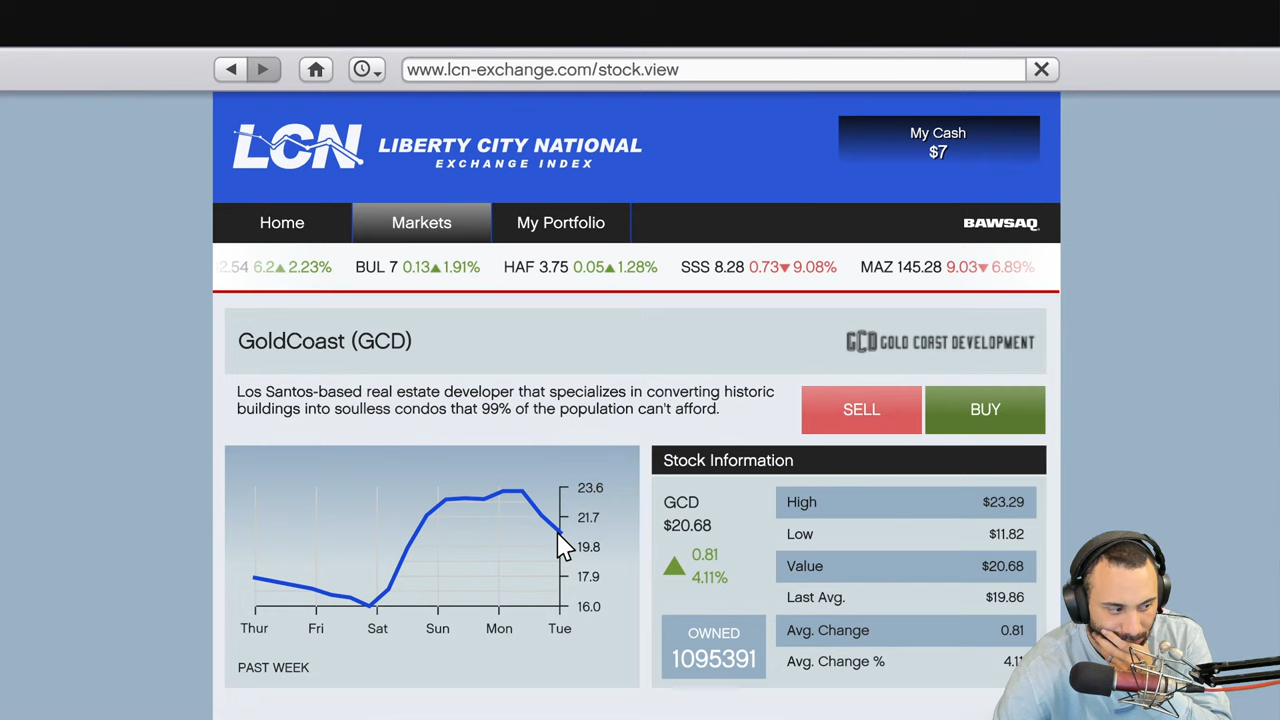 www.lcn-exchange.com/stock.view
LCN LIBERTY CITY NATIONAL
EXCHANGE INDEX
My Cash
$7
Home Markets My Portfolio BAWSAQ
2.54 6.2▲2.23% BUL 7 0.13▲1.91% HAF 3.75 0.05▲1.28% SSS 8.28 0.73▼9.08% MAZ 145.28 9.03▼6.89%
GoldCoast (GCD) GCD GOLD COAST DEVELOPMENT
Los Santos-based real estate developer that specializes in converting historic
buildings into soulless condos that 99% of the population can't afford.
SELL BUY
23.6
21.7
19.8
17.9
16.0
Thur Fri Sat Sun Mon Tue
PAST WEEK
Stock Information
GCD
$20.68
0.81
4.11%
OWNED
1095391
High $23.29
Low $11.82
Value $20.68
Last Avg. $19.86
Avg. Change 0.81
Avg. Change % 4.11